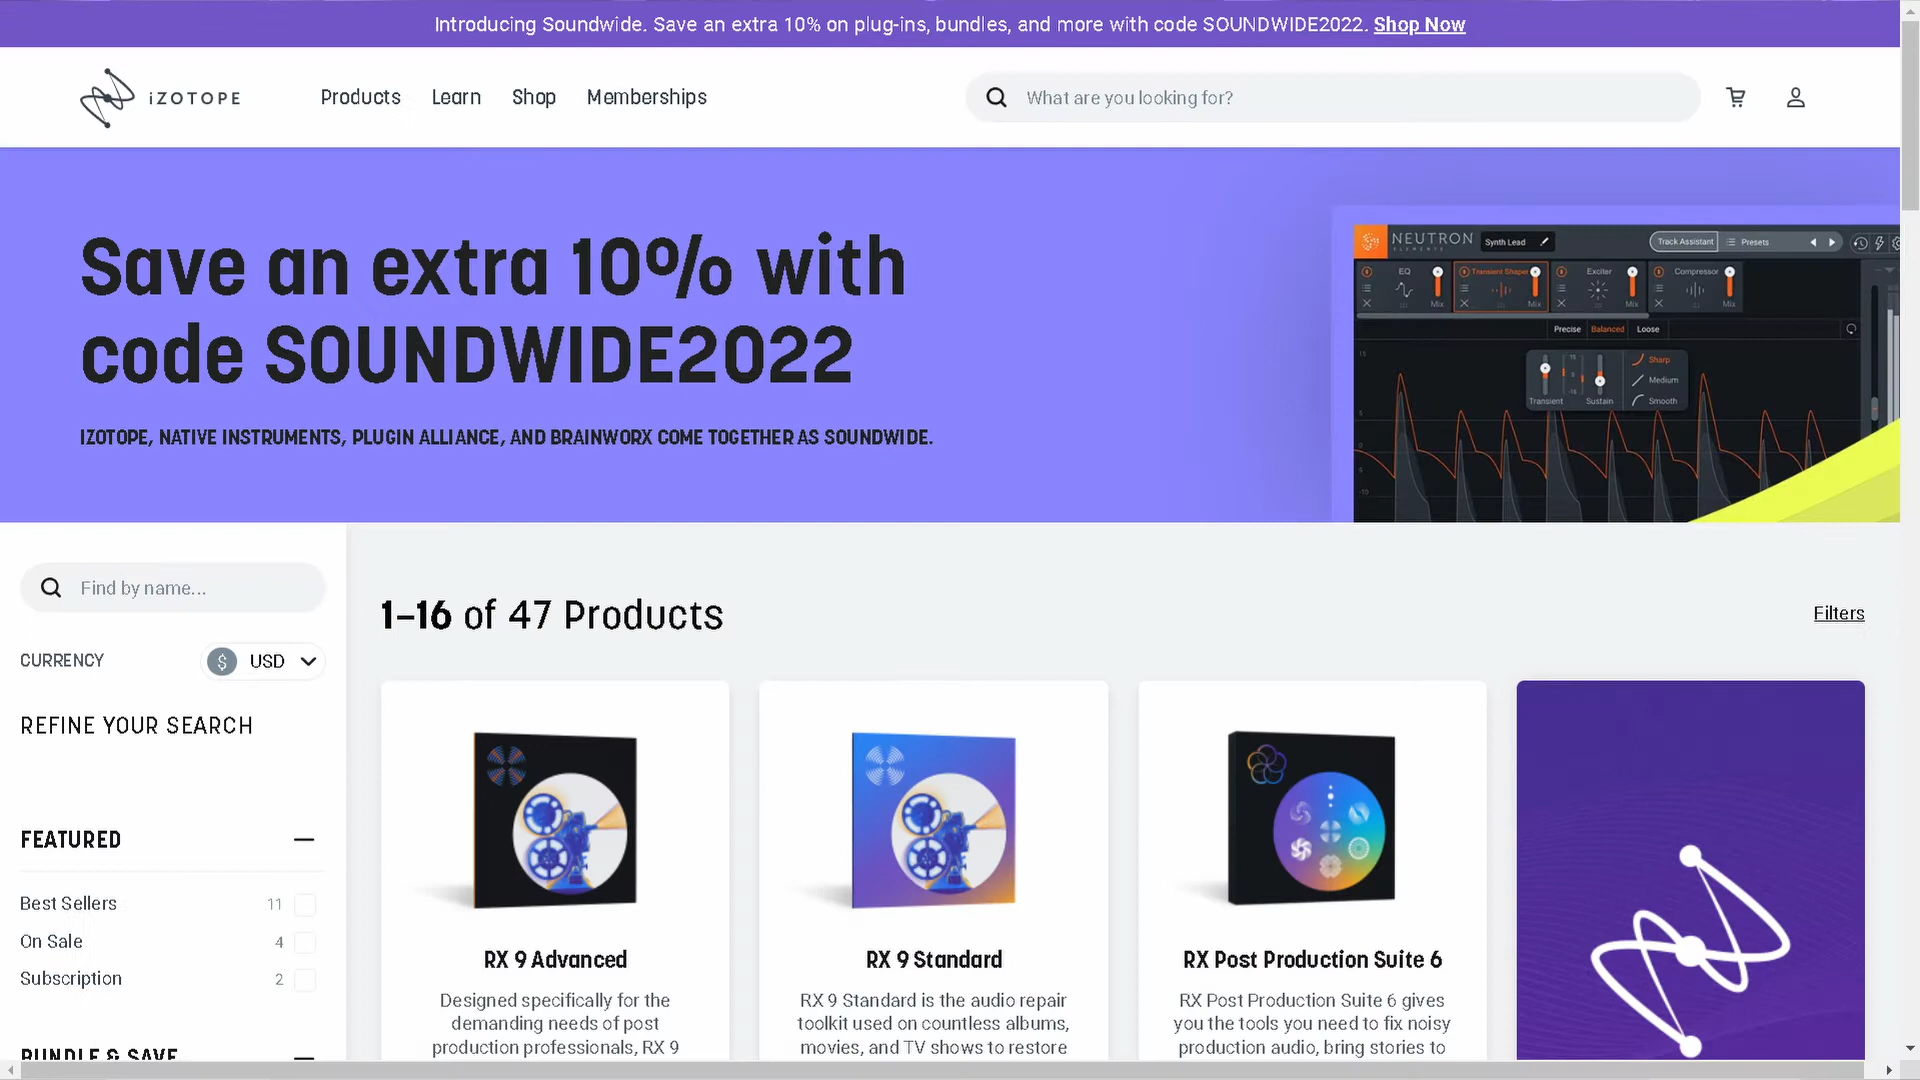 Introducing Soundwide. Save an extra 10% on plug-ins, bundles, and more with code SOUNDWIDE2022. Shop Now
iZOTOPE
Products Learn Shop Memberships
What are you looking for?
Save an extra 10% with
code SOUNDWIDE2022
IZOTOPE, NATIVE INSTRUMENTS, PLUGIN ALLIANCE, AND BRAINWORX COME TOGETHER AS SOUNDWIDE.
NEUTRON
ELEMENTS
Synth Lead
Track Assistant
Presets
EQ
Transient Shaper
Exciter
Compressor
Mix Mix Mix Mix
Precise Balanced Loose
Sharp
Medium
Smooth
Transient Sustain
Find by name...
CURRENCY
$ USD
REFINE YOUR SEARCH
FEATURED
Best Sellers 11
On Sale 4
Subscription 2
BUNDLE & SAVE
1–16 of 47 Products
Filters
RX 9 Advanced
Designed specifically for the
demanding needs of post
production professionals, RX 9
RX 9 Standard
RX 9 Standard is the audio repair
toolkit used on countless albums,
movies, and TV shows to restore
RX Post Production Suite 6
RX Post Production Suite 6 gives
you the tools you need to fix noisy
production audio, bring stories to